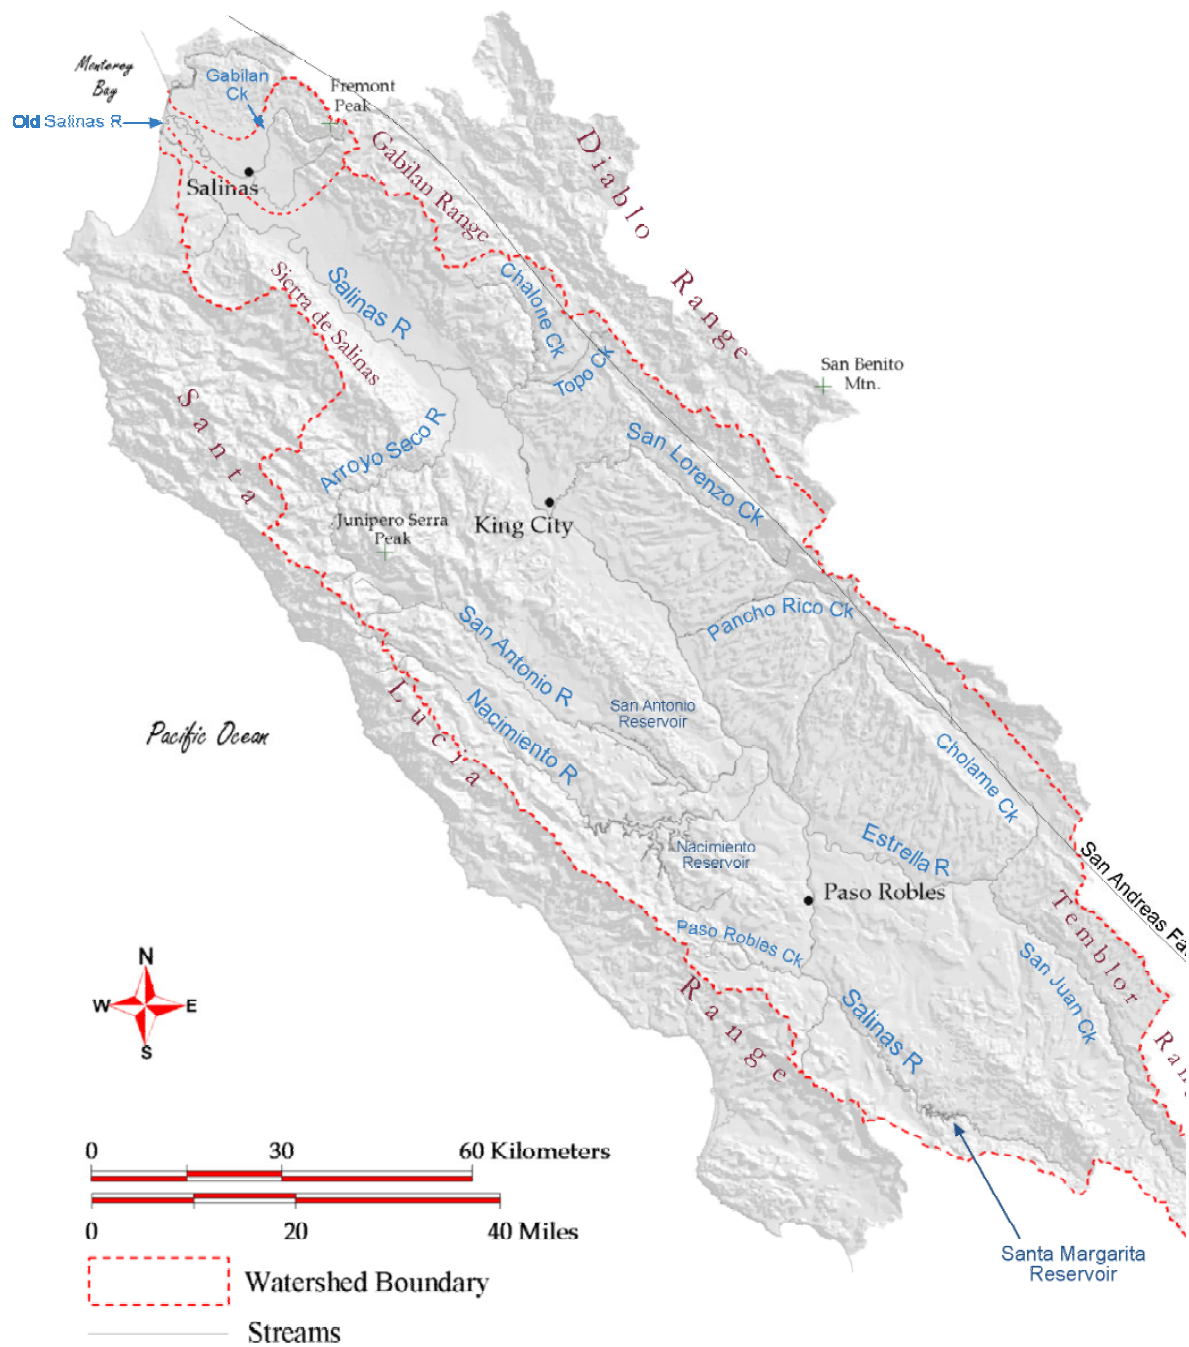 Monterey
Bay
Gabilan
Ck
Fremont
Peak
Old Salinas R
Salinas
Gabilan Range
Diablo Range
Sierra de Salinas
Salinas R
Chalone Ck
Topo Ck
San Benito
Mtn.
Santa Lucia Range
Arroyo Seco R
San Lorenzo Ck
Junipero Serra
Peak
King City
Pancho Rico Ck
San Antonio R
San Antonio
Reservoir
Nacimiento R
Pacific Ocean
Cholame Ck
Estrella R
Nacimiento
Reservoir
San Andreas Fa
Paso Robles
Temblor Ran
Paso Robles Ck
San Juan Ck
Salinas R
N
W E
S
0 30 60 Kilometers
0 20 40 Miles
Santa Margarita
Reservoir
Watershed Boundary
Streams